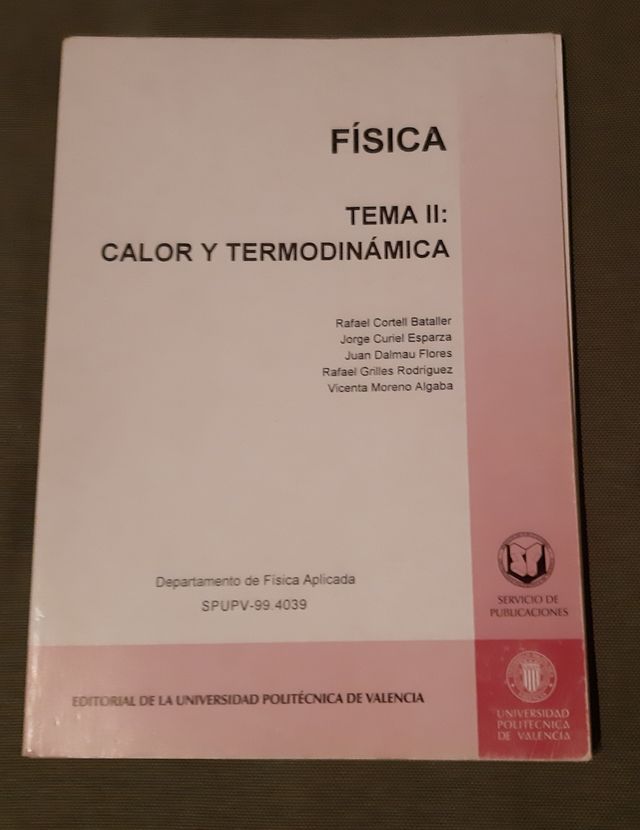 FÍSICA
TEMA II:
CALOR Y TERMODINÁMICA
Rafael Cortell Bataller
Jorge Curiel Esparza
Juan Dalmau Flores
Rafael Grilles Rodriguez
Vicenta Moreno Algaba
Departamento de Física Aplicada
SPUPV-99.4039
SERVICIO DE
PUBLICACIONES
EDITORIAL DE LA UNIVERSIDAD POLITÉCNICA DE VALENCIA
UNIVERSIDAD
POLITECNICA
DE VALENCIA